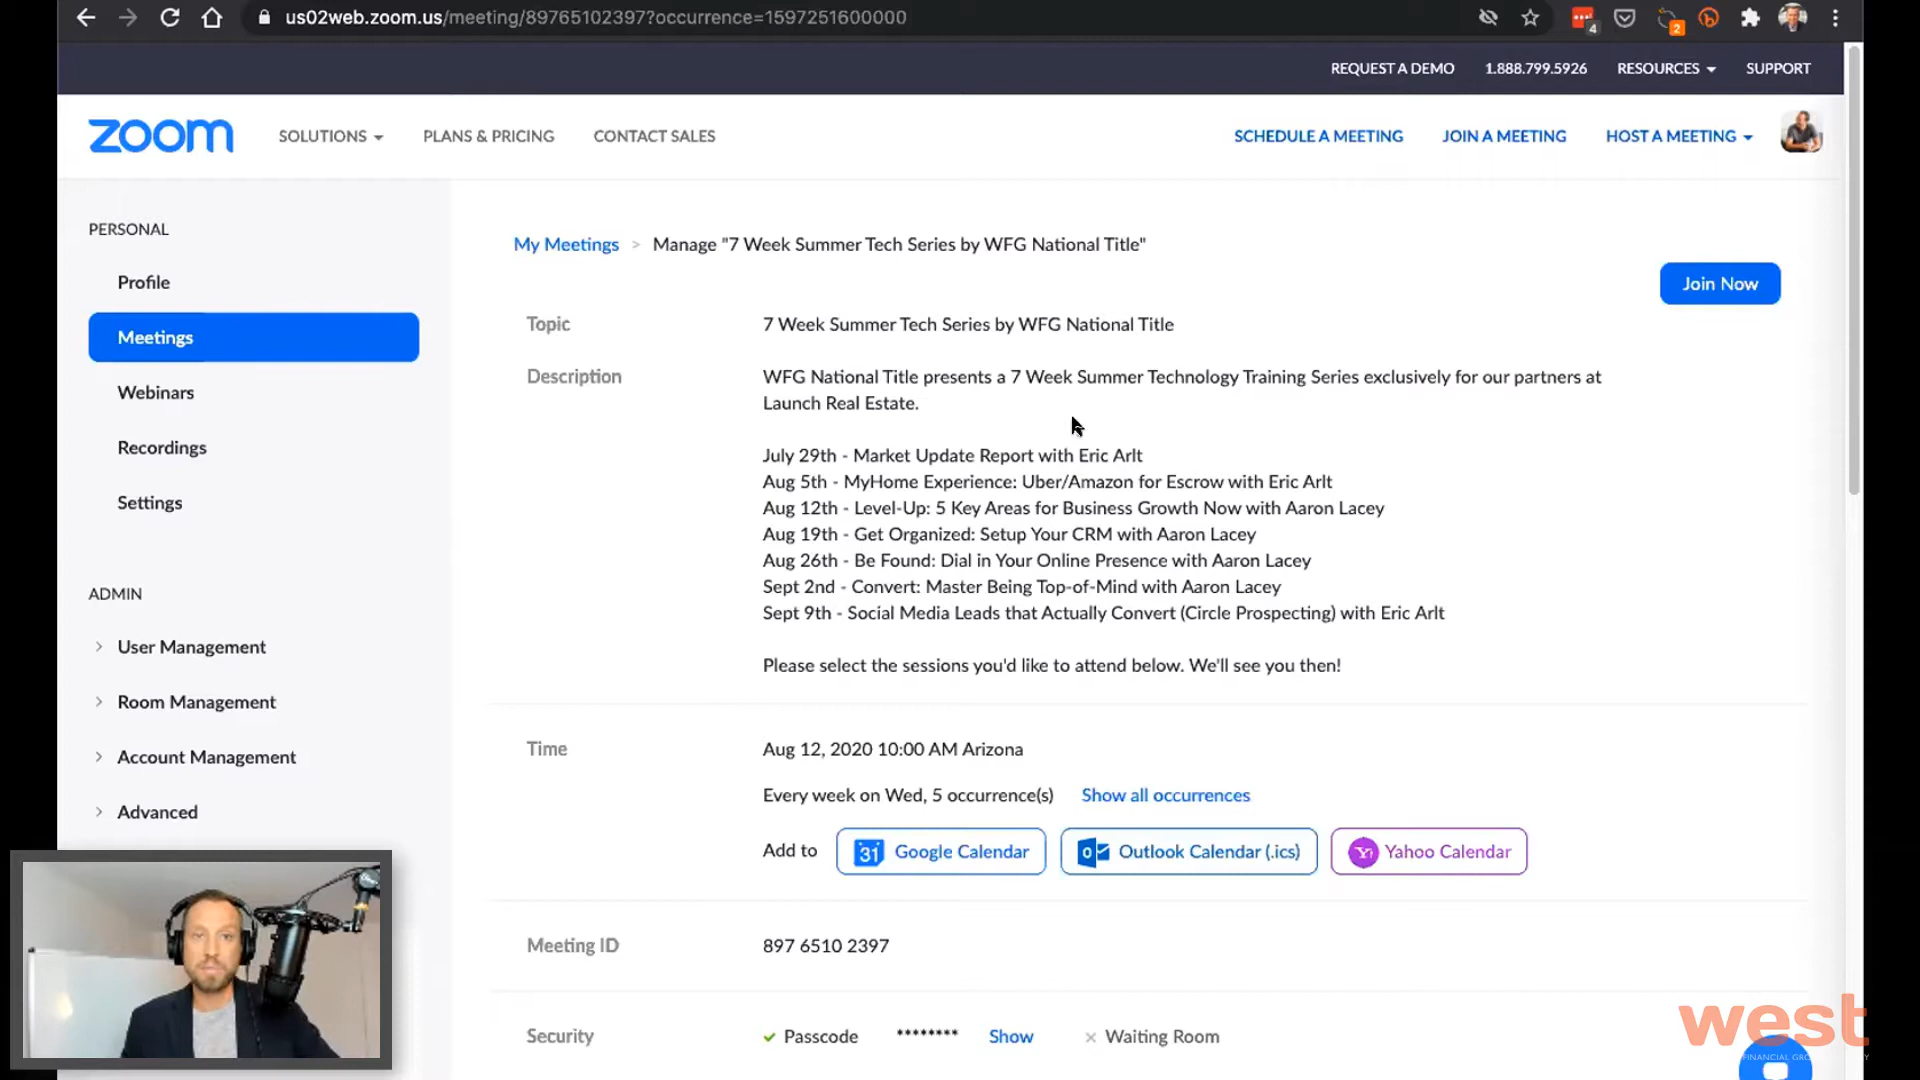 us02web.zoom.us/meeting/89765102397?occurrence=1597251600000
4
2
REQUEST A DEMO
1.888.799.5926
RESOURCES
SUPPORT
zoom
SOLUTIONS
PLANS & PRICING
CONTACT SALES
SCHEDULE A MEETING
JOIN A MEETING
HOST A MEETING
PERSONAL
Profile
Meetings
Webinars
Recordings
Settings
ADMIN
User Management
Room Management
Account Management
Advanced
My Meetings > Manage "7 Week Summer Tech Series by WFG National Title"
Join Now
Topic
7 Week Summer Tech Series by WFG National Title
Description
WFG National Title presents a 7 Week Summer Technology Training Series exclusively for our partners at
Launch Real Estate.
July 29th - Market Update Report with Eric Arlt
Aug 5th - MyHome Experience: Uber/Amazon for Escrow with Eric Arlt
Aug 12th - Level-Up: 5 Key Areas for Business Growth Now with Aaron Lacey
Aug 19th - Get Organized: Setup Your CRM with Aaron Lacey
Aug 26th - Be Found: Dial in Your Online Presence with Aaron Lacey
Sept 2nd - Convert: Master Being Top-of-Mind with Aaron Lacey
Sept 9th - Social Media Leads that Actually Convert (Circle Prospecting) with Eric Arlt
Please select the sessions you'd like to attend below. We'll see you then!
Time
Aug 12, 2020 10:00 AM Arizona
Every week on Wed, 5 occurrence(s)
Show all occurrences
Add to
31 Google Calendar
Outlook Calendar (.ics)
Yahoo Calendar
Meeting ID
897 6510 2397
Security
Passcode
********
Show
Waiting Room
west
FINANCIAL